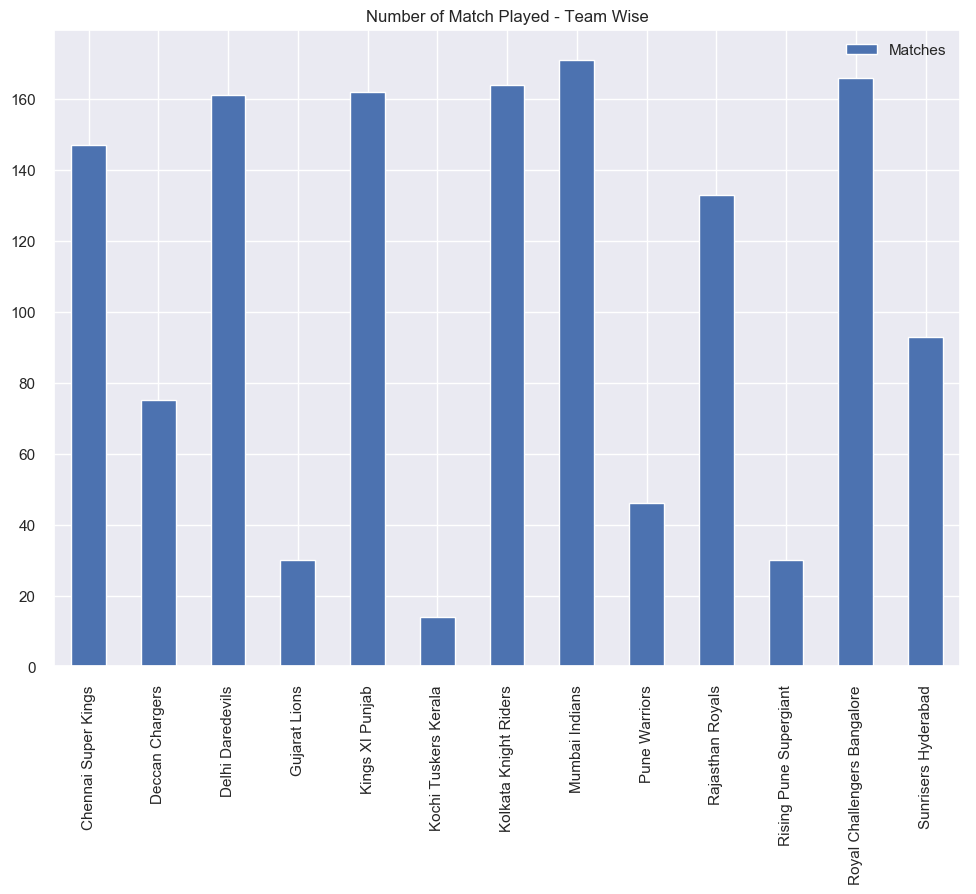 Number of Match Played - Team Wise
Matches
160
140
120
100
80
60
40
20
0
Chennai Super Kings
Deccan Chargers
Delhi Daredevils
Gujarat Lions
Kings XI Punjab
Kochi Tuskers Kerala
Kolkata Knight Riders
Mumbai Indians
Pune Warriors
Rajasthan Royals
Rising Pune Supergiant
Royal Challengers Bangalore
Sunrisers Hyderabad